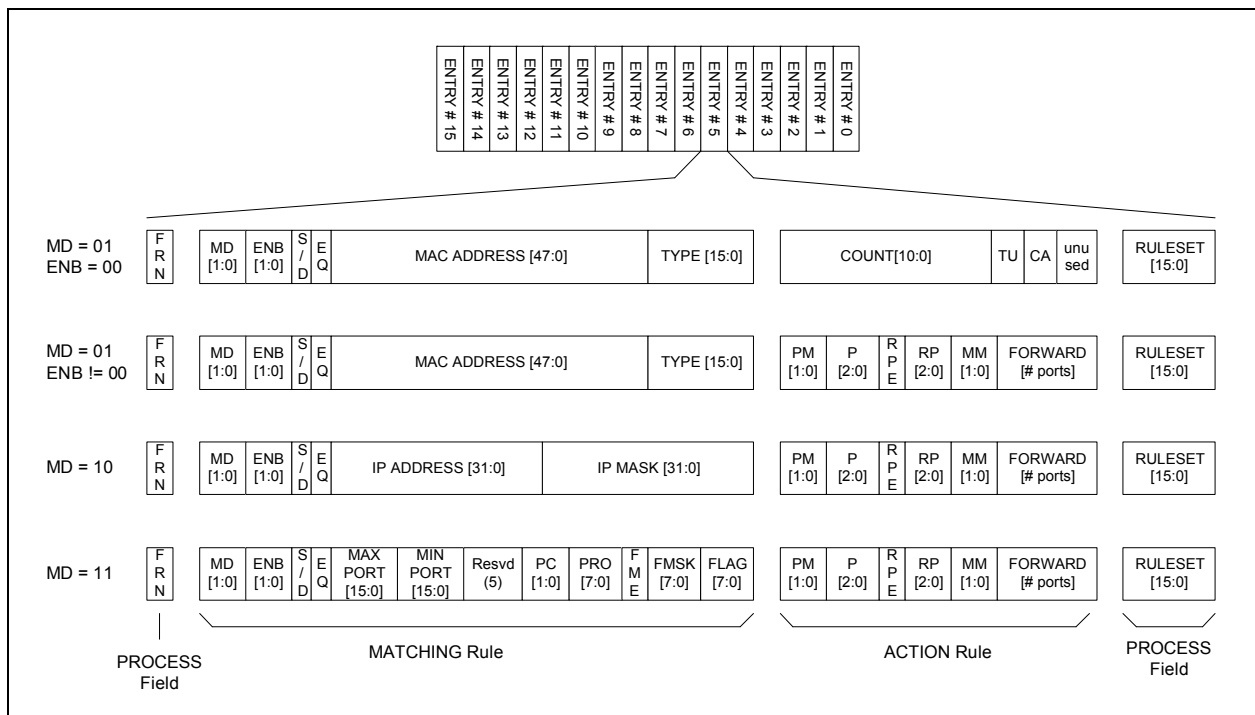 ENTRY # 15
ENTRY # 14
ENTRY # 13
ENTRY # 12
ENTRY # 11
ENTRY # 10
ENTRY # 9
ENTRY # 8
ENTRY # 7
ENTRY # 6
ENTRY # 5
ENTRY # 4
ENTRY # 3
ENTRY # 2
ENTRY # 1
ENTRY # 0
MD = 01
ENB = 00
FRN
MD
[1:0]
ENB
[1:0]
S/D
EQ
MAC ADDRESS [47:0]
TYPE [15:0]
COUNT[10:0]
TU
CA
unu
sed
RULESET
[15:0]
MD = 01
ENB != 00
FRN
MD
[1:0]
ENB
[1:0]
S/D
EQ
MAC ADDRESS [47:0]
TYPE [15:0]
PM
[1:0]
P
[2:0]
RPE
RP
[2:0]
MM
[1:0]
FORWARD
[# ports]
RULESET
[15:0]
MD = 10
FRN
MD
[1:0]
ENB
[1:0]
S/D
EQ
IP ADDRESS [31:0]
IP MASK [31:0]
PM
[1:0]
P
[2:0]
RPE
RP
[2:0]
MM
[1:0]
FORWARD
[# ports]
RULESET
[15:0]
MD = 11
FRN
MD
[1:0]
ENB
[1:0]
S/D
EQ
MAX
PORT
[15:0]
MIN
PORT
[15:0]
Resvd
(5)
PC
[1:0]
PRO
[7:0]
FME
FMSK
[7:0]
FLAG
[7:0]
PM
[1:0]
P
[2:0]
RPE
RP
[2:0]
MM
[1:0]
FORWARD
[# ports]
RULESET
[15:0]
PROCESS
Field
MATCHING Rule
ACTION Rule
PROCESS
Field